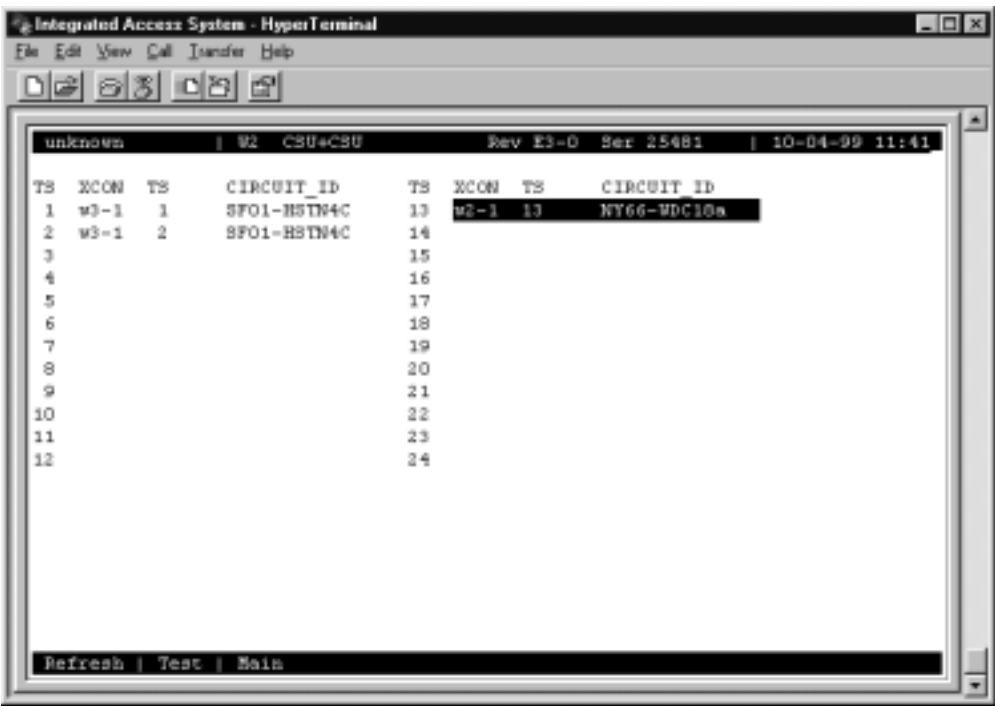 Integrated Access System - HyperTerminal
File Edit View Call Transfer Help
unknown | W2 CSU+CSU Rev E3-0 Ser 25481 | 10-04-99 11:41
TS XCON TS CIRCUIT_ID TS XCON TS CIRCUIT_ID
1 w3-1 1 SFO1-HSTN4C 13 w2-1 13 NY66-WDC18a
2 w3-1 2 SFO1-HSTN4C 14
3 15
4 16
5 17
6 18
7 19
8 20
9 21
10 22
11 23
12 24
Refresh | Test | Main